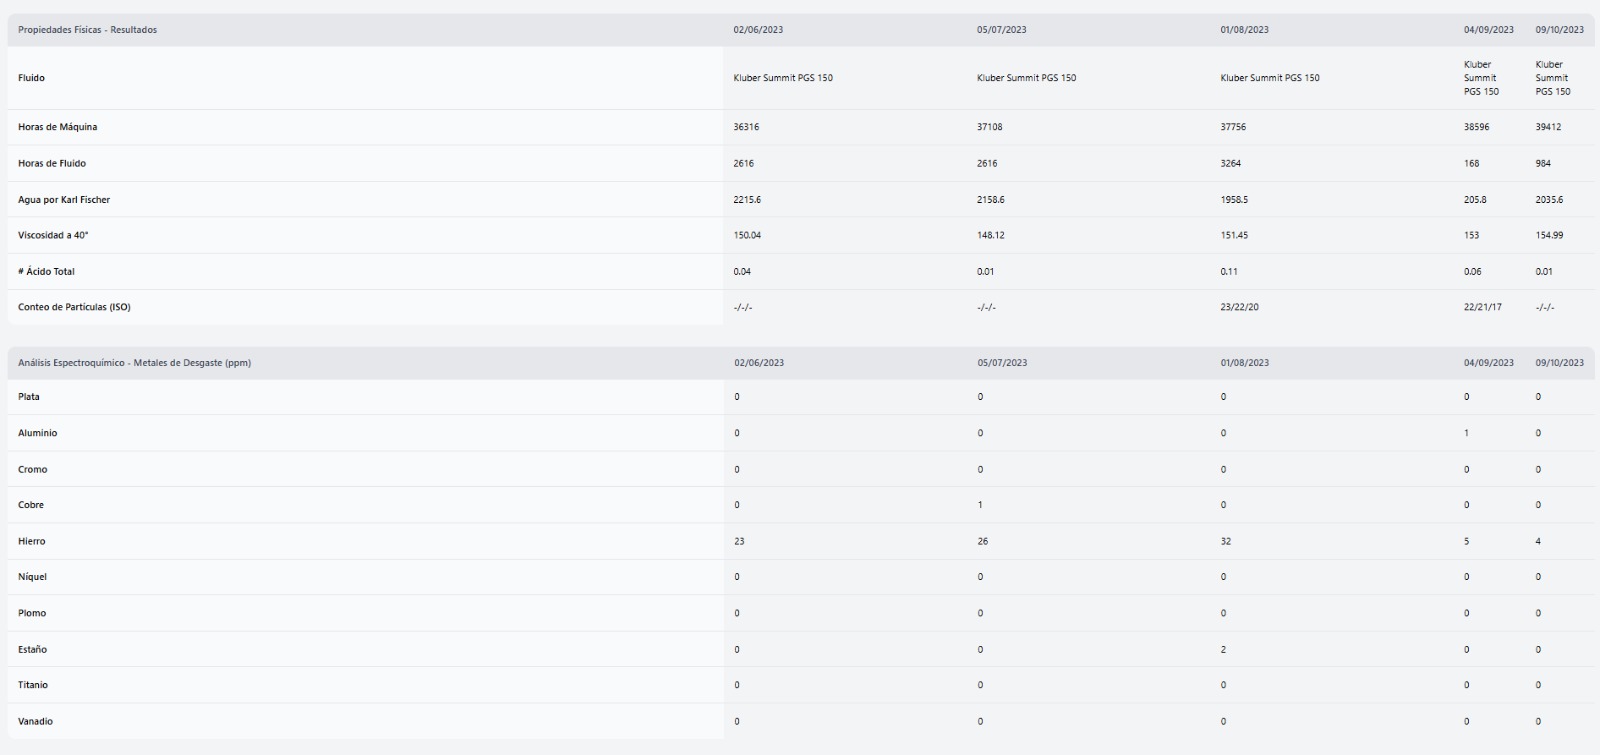 Propiedades Físicas - Resultados 02/06/2023 05/07/2023 01/08/2023 04/09/2023 09/10/2023
Fluido Kluber Summit PGS 150 Kluber Summit PGS 150 Kluber Summit PGS 150 Kluber Summit PGS 150 Kluber Summit PGS 150
Horas de Máquina 36316 37108 37756 38596 39412
Horas de Fluido 2616 2616 3264 168 984
Agua por Karl Fischer 2215.6 2158.6 1958.5 205.8 2035.6
Viscosidad a 40° 150.04 148.12 151.45 153 154.99
# Ácido Total 0.04 0.01 0.11 0.06 0.01
Conteo de Partículas (ISO) -/-/- -/-/- 23/22/20 22/21/17 -/-/-
Análisis Espectroquímico - Metales de Desgaste (ppm) 02/06/2023 05/07/2023 01/08/2023 04/09/2023 09/10/2023
Plata 0 0 0 0 0
Aluminio 0 0 0 1 0
Cromo 0 0 0 0 0
Cobre 0 1 0 0 0
Hierro 23 26 32 5 4
Níquel 0 0 0 0 0
Plomo 0 0 0 0 0
Estaño 0 0 2 0 0
Titanio 0 0 0 0 0
Vanadio 0 0 0 0 0